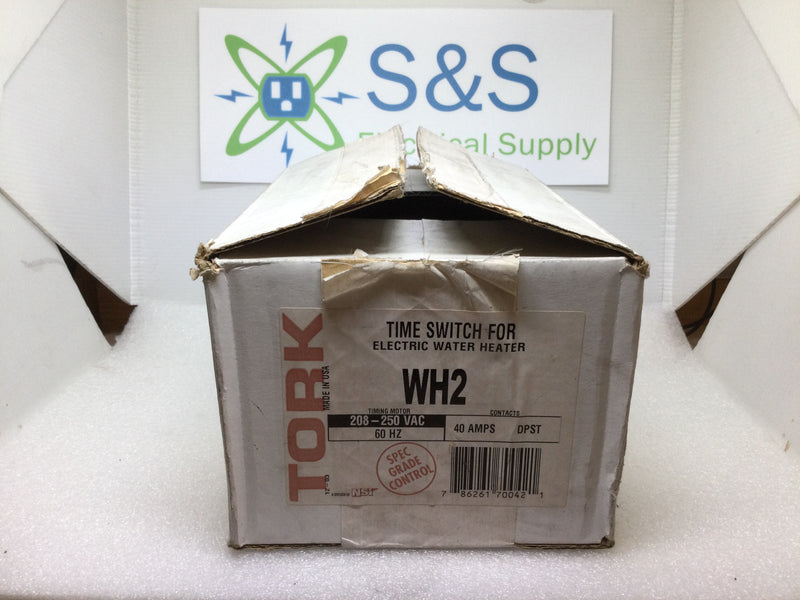 S&S
Electrical Supply
TORK
MADE IN USA
TIME SWITCH FOR
ELECTRIC WATER HEATER
WH2
TIMING MOTOR
208-250 VAC
60 HZ
CONTACTS
40 AMPS DPST
SPEC
GRADE
CONTROL
NSI
7 86261 70042 1